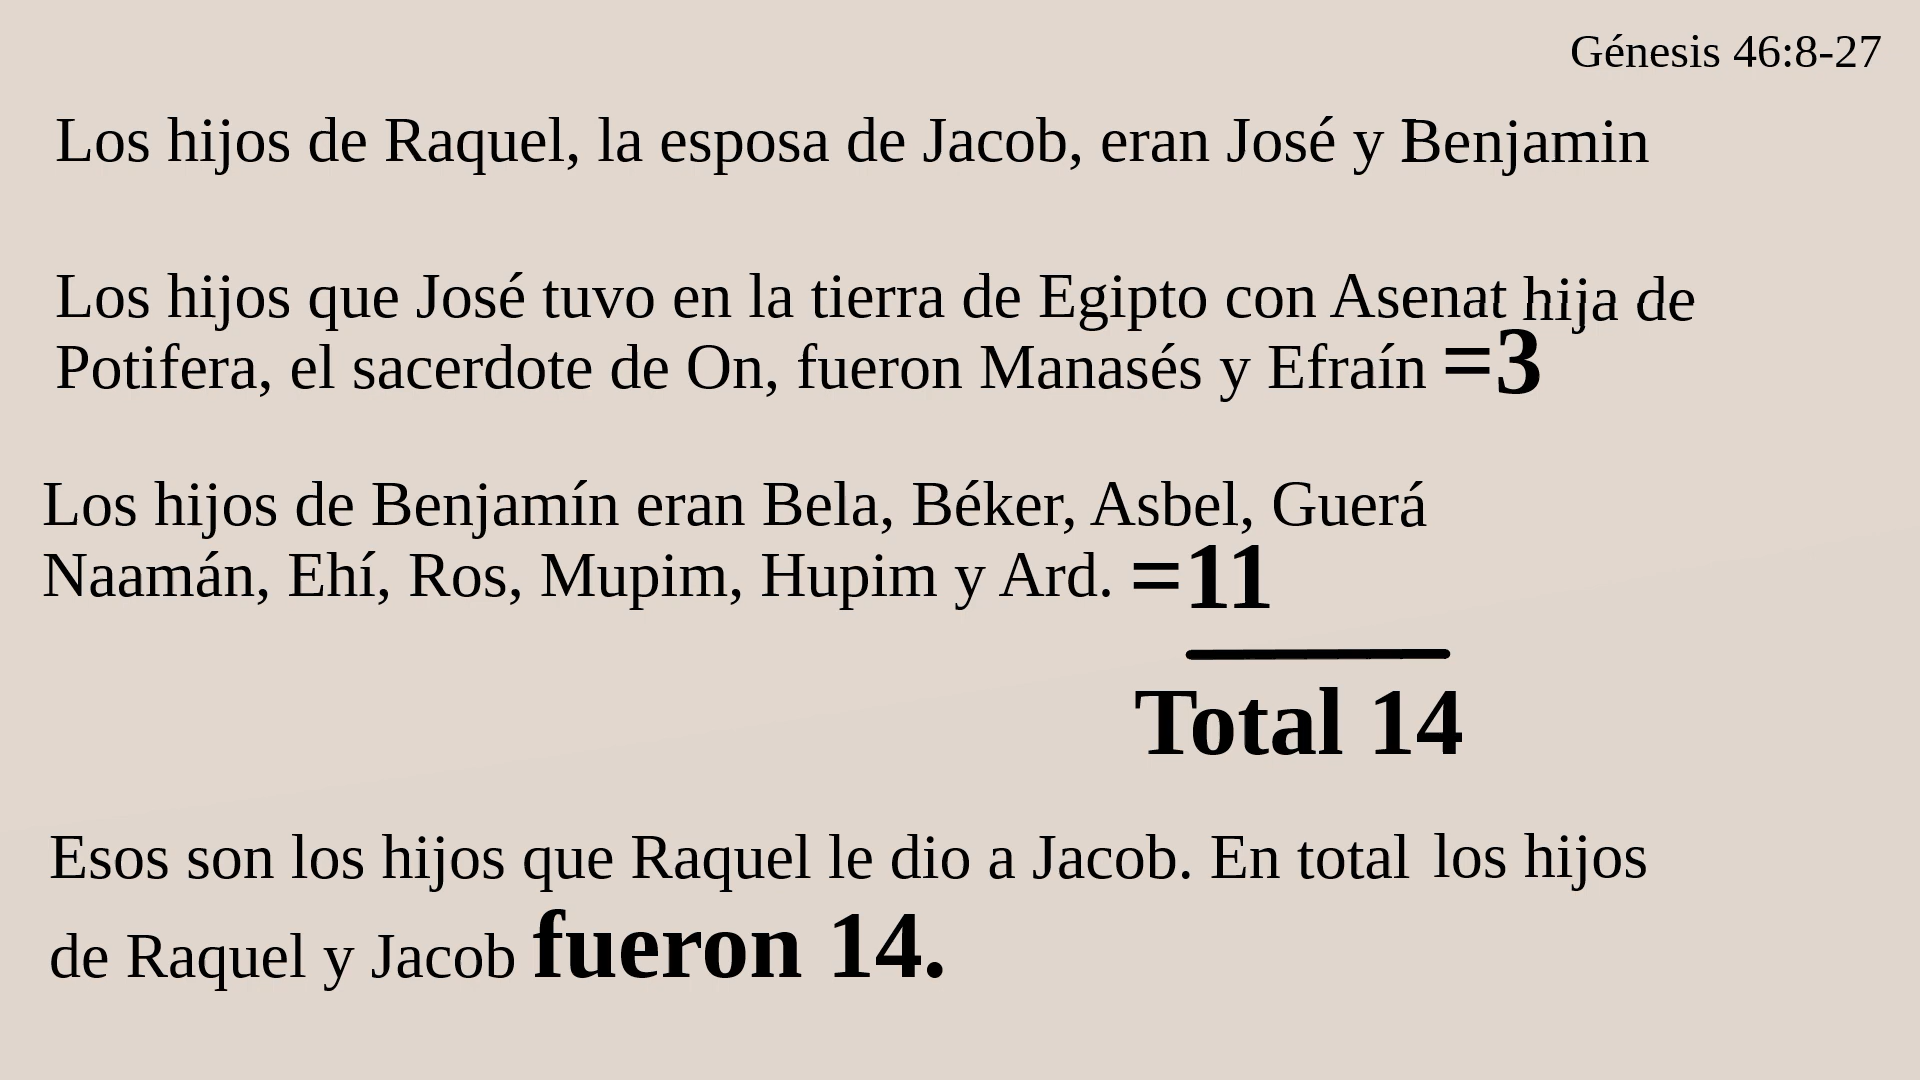 Génesis 46:8-27
Los hijos de Raquel, la esposa de Jacob, eran José y Benjamin
Los hijos que José tuvo en la tierra de Egipto con Asenat hija de
Potifera, el sacerdote de On, fueron Manasés y Efraín =3
Los hijos de Benjamín eran Bela, Béker, Asbel, Guerá
Naamán, Ehí, Ros, Mupim, Hupim y Ard. =11
Total 14
Esos son los hijos que Raquel le dio a Jacob. En total los hijos
de Raquel y Jacob fueron 14.